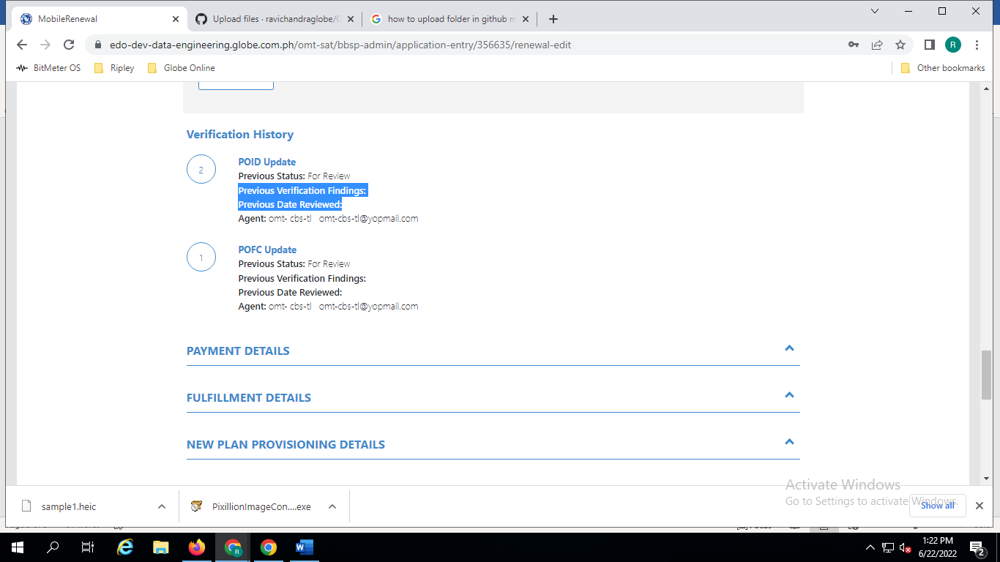 MobileRenewal
Upload files · ravichandraglobe/G
how to upload folder in github m
edo-dev-data-engineering.globe.com.ph/omt-sat/bbsp-admin/application-entry/356635/renewal-edit
R
BitMeter OS
Ripley
Globe Online
Other bookmarks
Verification History
2
POID Update
Previous Status: For Review
Previous Verification Findings:
Previous Date Reviewed:
Agent: omt- cbs-tl omt-cbs-tl@yopmail.com
1
POFC Update
Previous Status: For Review
Previous Verification Findings:
Previous Date Reviewed:
Agent: omt- cbs-tl omt-cbs-tl@yopmail.com
PAYMENT DETAILS
FULFILLMENT DETAILS
NEW PLAN PROVISIONING DETAILS
Activate Windows
Go to Settings to activate Windows.
sample1.heic
PixillionImageCon....exe
Show all
1:22 PM
6/22/2022
2